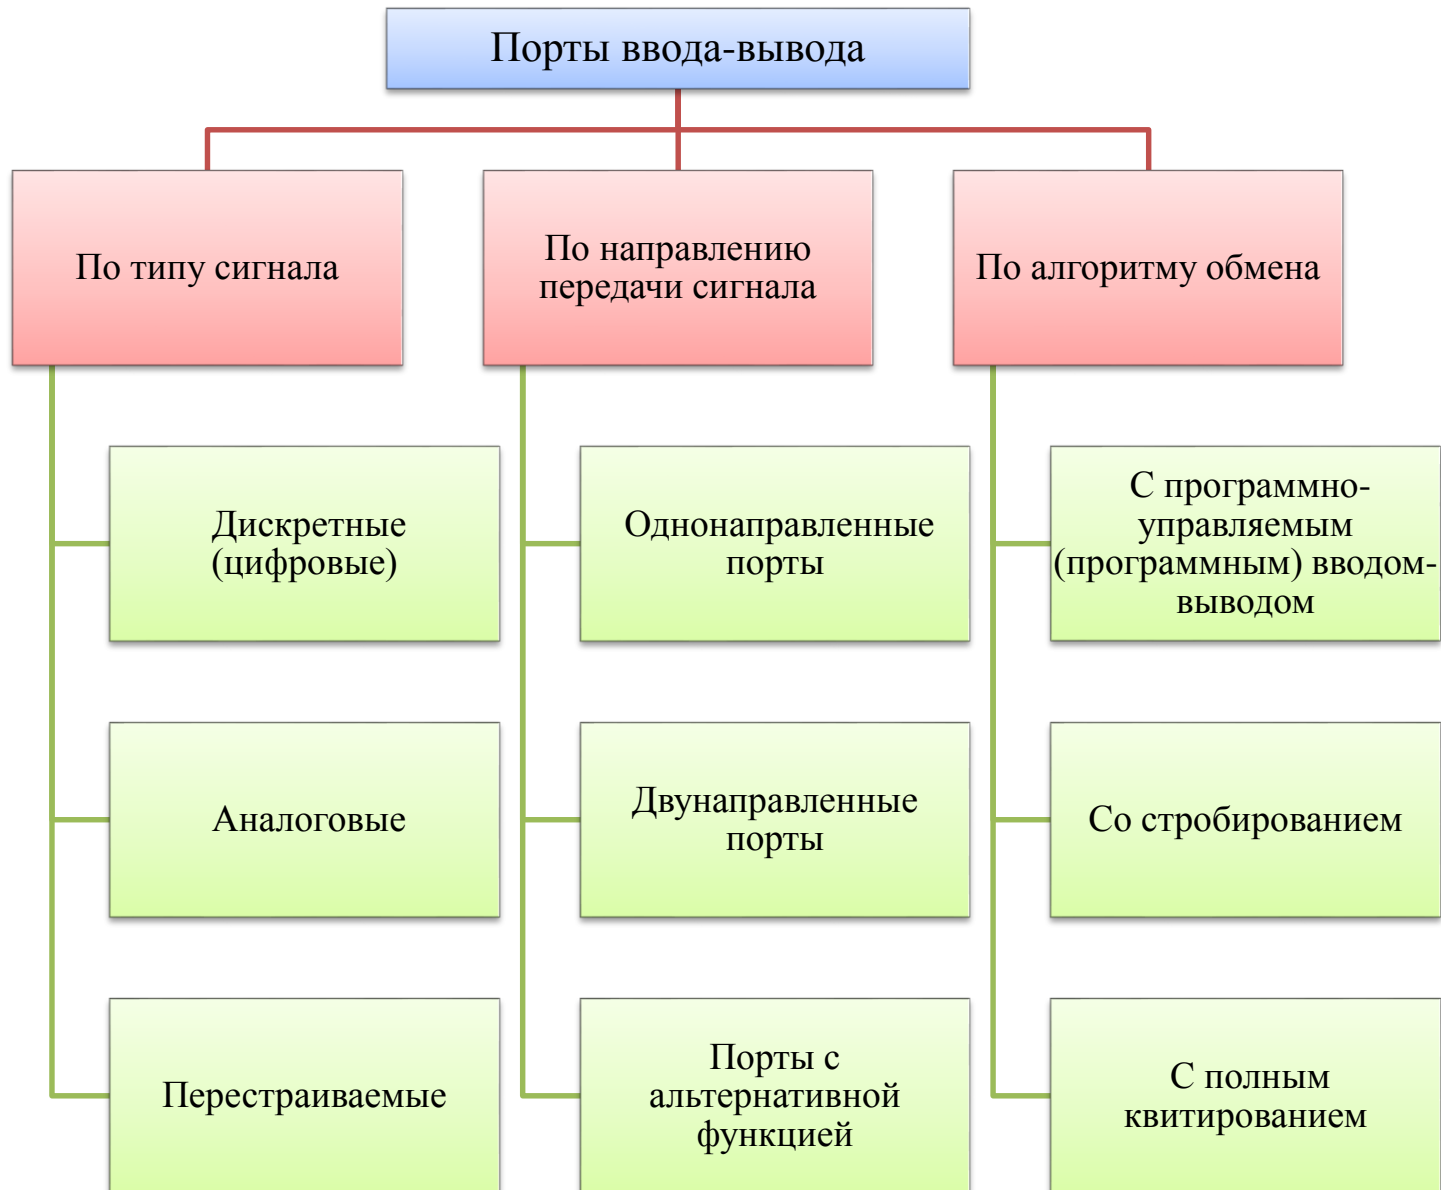 Порты ввода-вывода
По типу сигнала
Дискретные
(цифровые)
Аналоговые
Перестраиваемые
По направлению
передачи сигнала
Однонаправленные
порты
Двунаправленные
порты
Порты с
альтернативной
функцией
По алгоритму обмена
С программно-
управляемым
(программным) вводом-
выводом
Со стробированием
С полным
квитированием